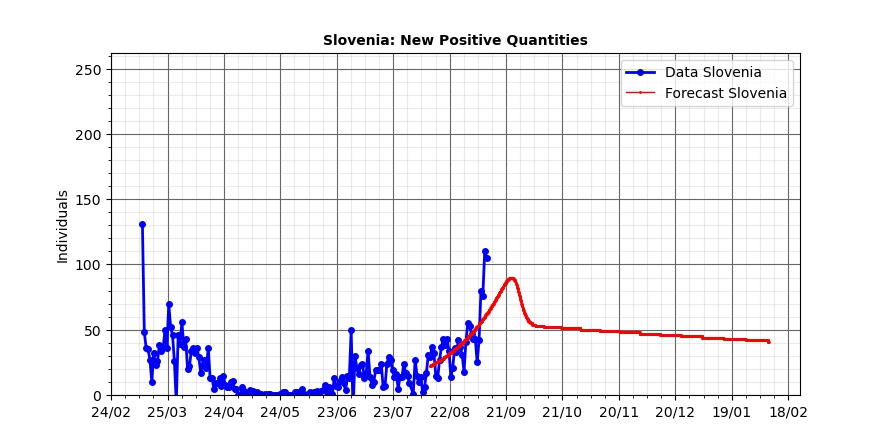 Slovenia: New Positive Quantities
Data Slovenia
Forecast Slovenia
Individuals
250
200
150
100
50
0
24/02 25/03 24/04 24/05 23/06 23/07 22/08 21/09 21/10 20/11 20/12 19/01 18/02